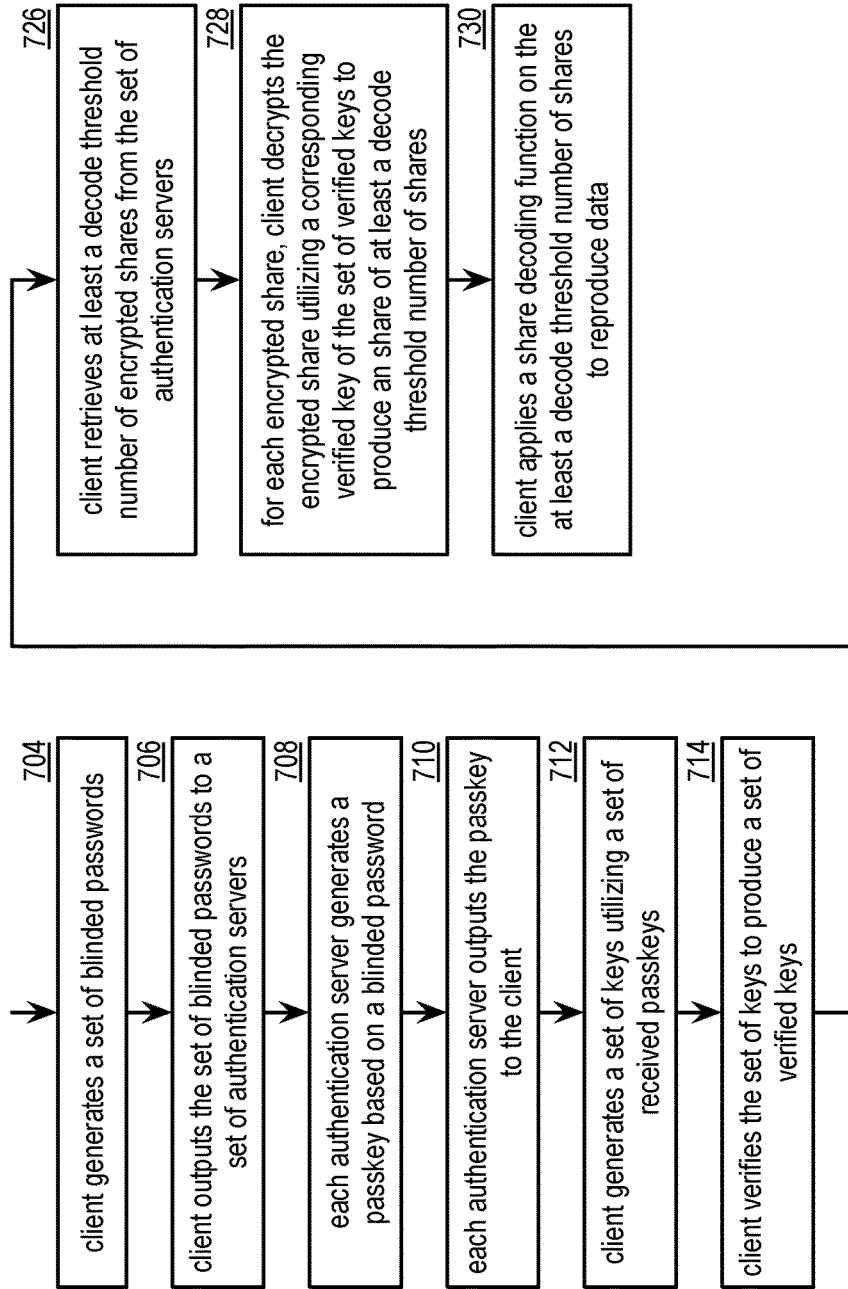 704
client generates a set of blinded passwords
706
client outputs the set of blinded passwords to a
set of authentication servers
708
each authentication server generates a
passkey based on a blinded password
710
each authentication server outputs the passkey
to the client
712
client generates a set of keys utilizing a set of
received passkeys
714
client verifies the set of keys to produce a set of
verified keys
726
client retrieves at least a decode threshold
number of encrypted shares from the set of
authentication servers
728
for each encrypted share, client decrypts the
encrypted share utilizing a corresponding
verified key of the set of verified keys to
produce an share of at least a decode
threshold number of shares
730
client applies a share decoding function on the
at least a decode threshold number of shares
to reproduce data